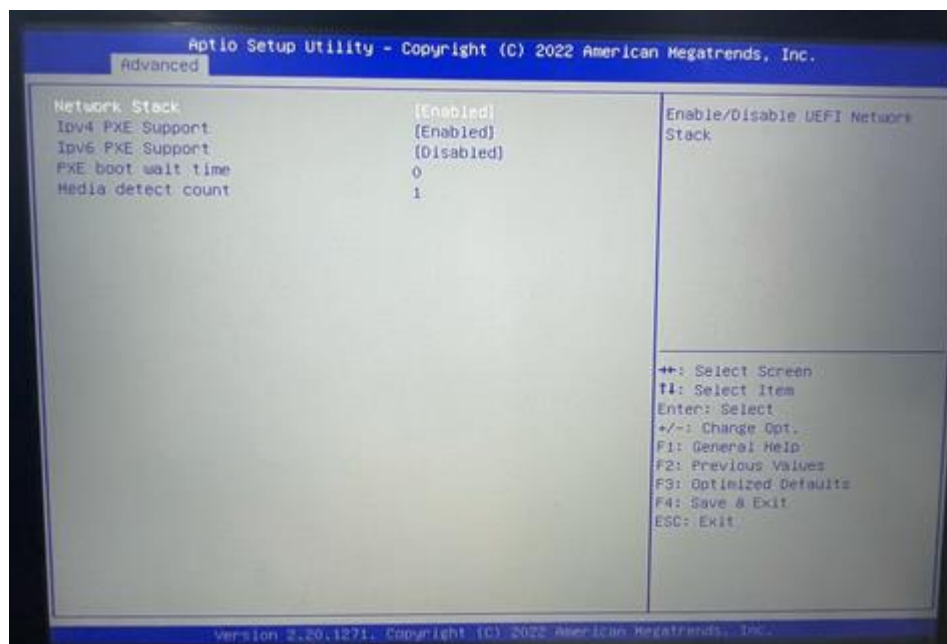 Aptio Setup Utility - Copyright (C) 2022 American Megatrends, Inc.
Advanced
Network Stack [Enabled]
Ipv4 PXE Support [Enabled]
Ipv6 PXE Support [Disabled]
PXE boot wait time 0
Media detect count 1
Enable/Disable UEFI Network
Stack
→←: Select Screen
↑↓: Select Item
Enter: Select
+/-: Change Opt.
F1: General Help
F2: Previous Values
F3: Optimized Defaults
F4: Save & Exit
ESC: Exit
Version 2.20.1271. Copyright (C) 2022 American Megatrends, Inc.